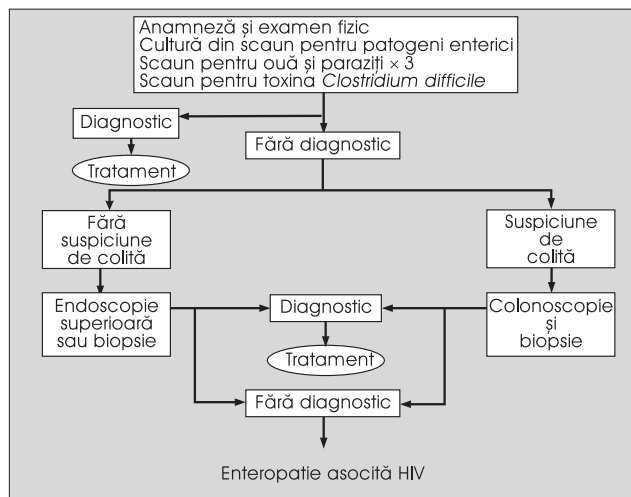 Anamneză și examen fizic
Cultură din scaun pentru patogeni enterici
Scaun pentru ouă și paraziți × 3
Scaun pentru toxina Clostridium difficile
Diagnostic
Tratament
Fără diagnostic
Fără
suspiciune
de colită
Suspiciune
de
colită
Endoscopie
superioară
sau biopsie
Diagnostic
Tratament
Colonoscopie
și
biopsie
Fără diagnostic
Enteropatie asocită HIV